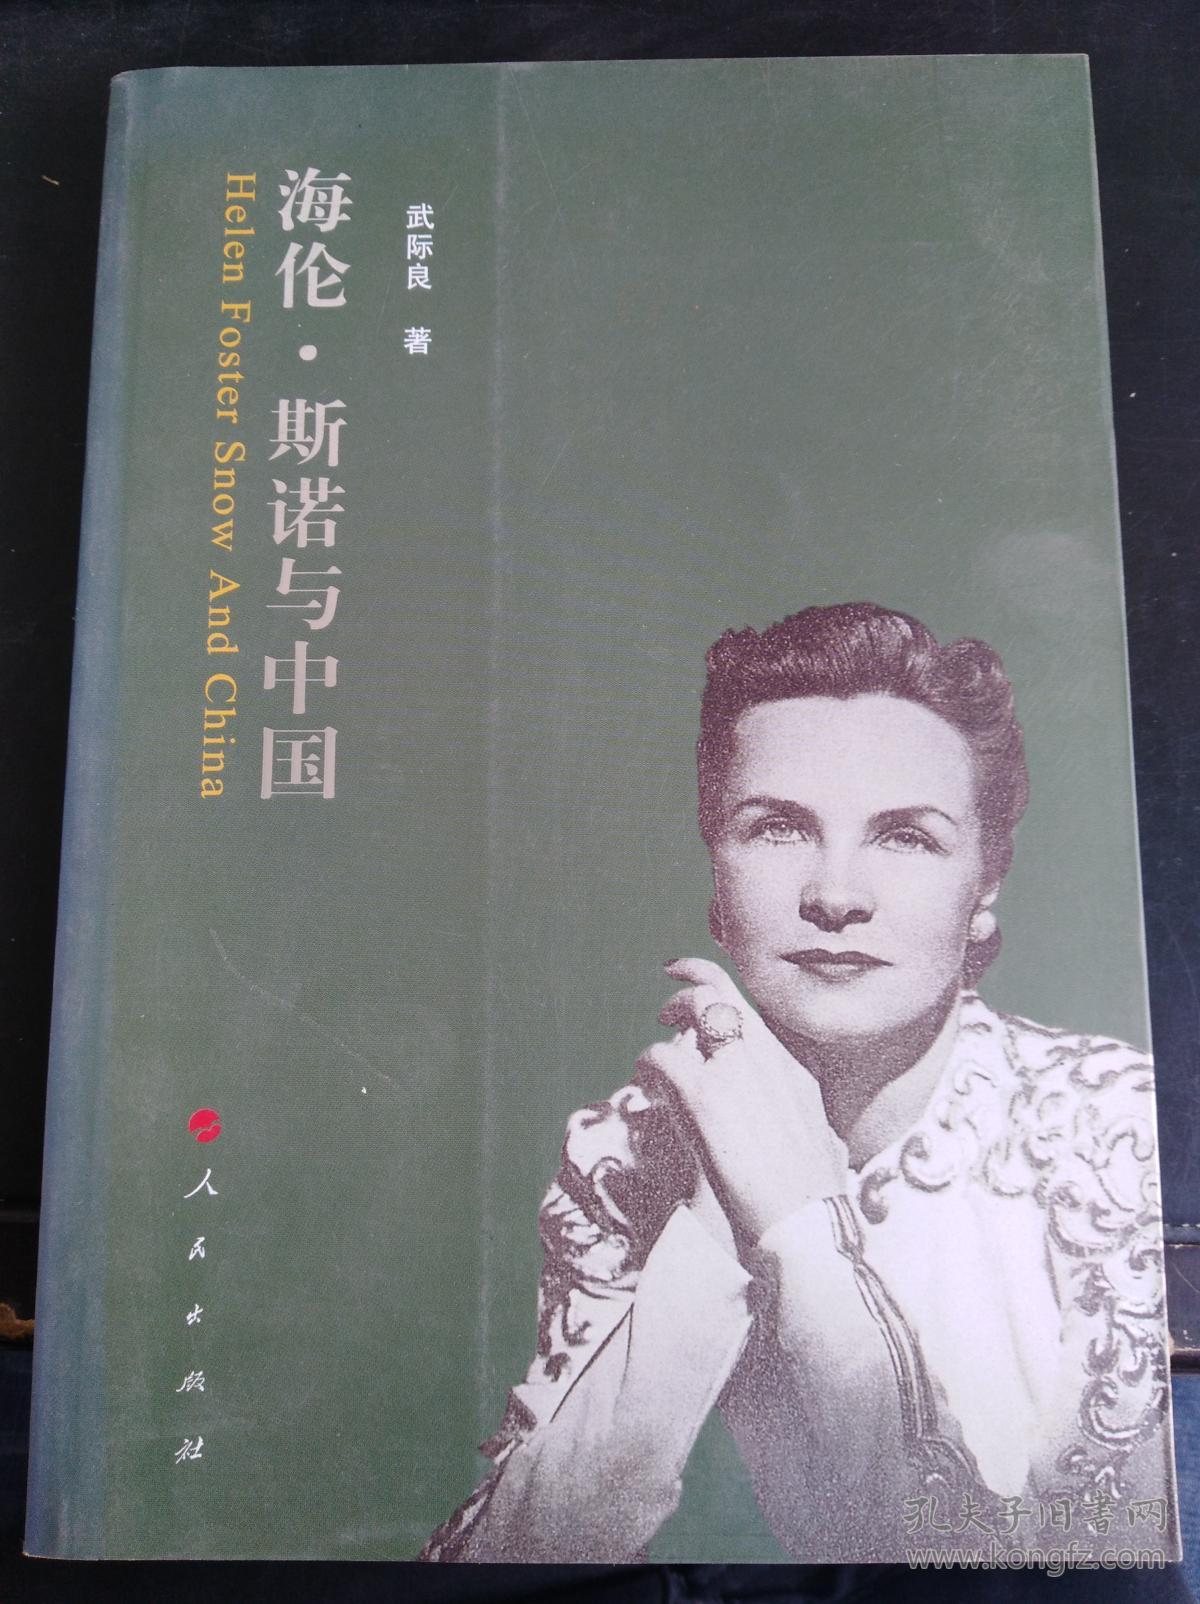 武际良 著
海伦·斯诺与中国
Helen Foster Snow And China
人民出版社
孔夫子旧書网
www.kongfz.com